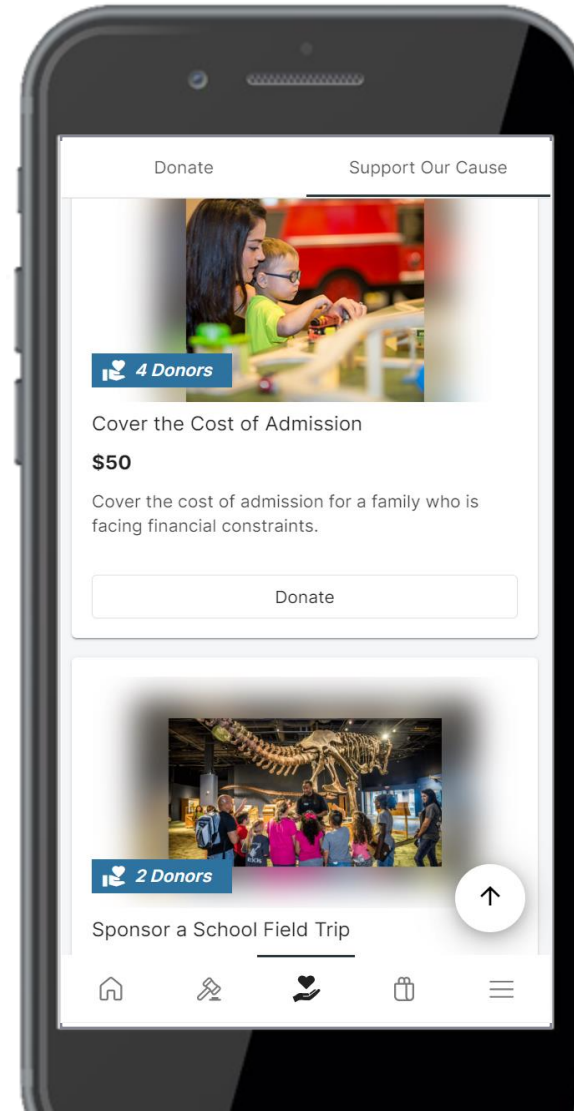 Donate
Support Our Cause
4 Donors
Cover the Cost of Admission
$50
Cover the cost of admission for a family who is
facing financial constraints.
Donate
2 Donors
Sponsor a School Field Trip